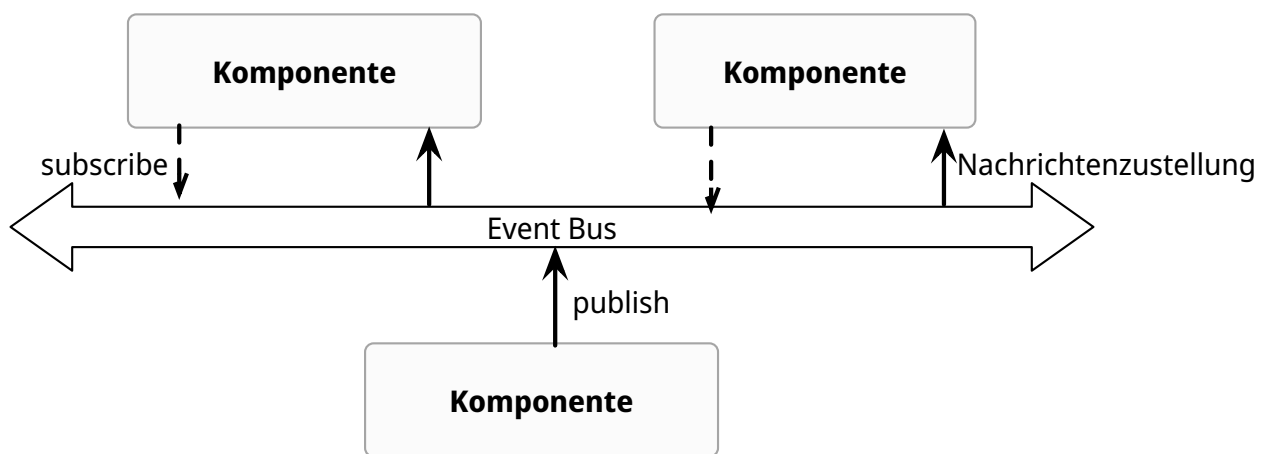 Komponente
Komponente
subscribe
Nachrichtenzustellung
Event Bus
publish
Komponente